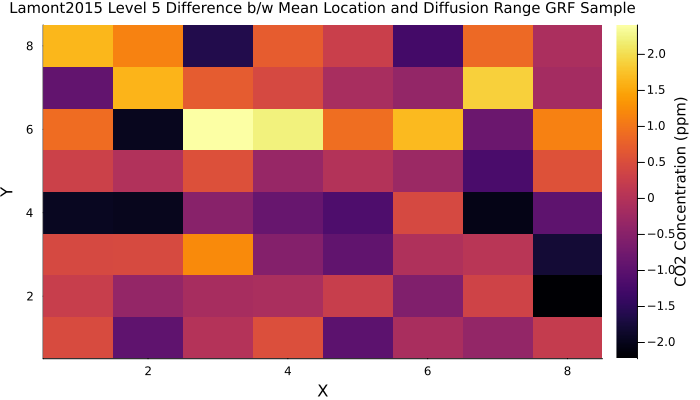 Lamont2015 Level 5 Difference b/w Mean Location and Diffusion Range GRF Sample
8
6
4
2
Y
2 4 6 8
X
2.0
1.5
1.0
0.5
0
−0.5
−1.0
−1.5
−2.0
CO2 Concentration (ppm)